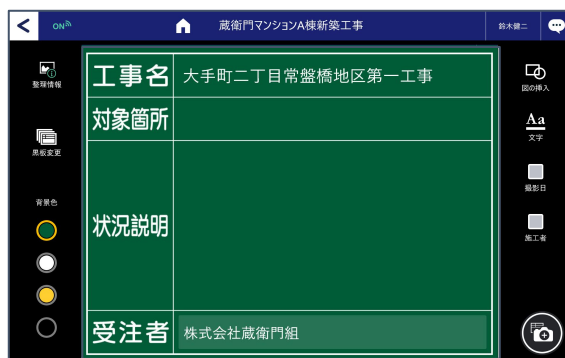 ON
蔵衛門マンションA棟新築工事
鈴木健二
整理情報
黒板変更
背景色
工事名
大手町二丁目常盤橋地区第一工事
対象箇所
状況説明
受注者
株式会社蔵衛門組
図の挿入
Aa
文字
撮影日
施工者